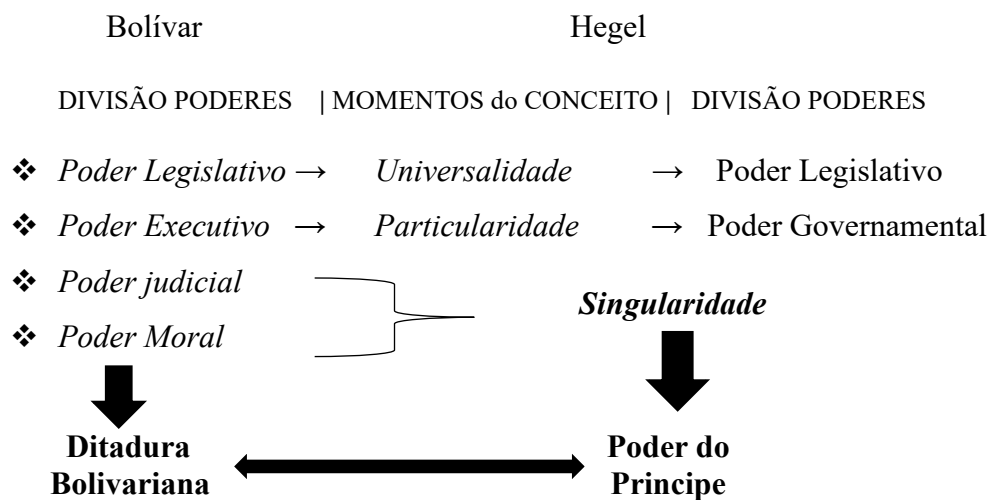 Bolívar Hegel
DIVISÃO PODERES | MOMENTOS do CONCEITO | DIVISÃO PODERES
❖ Poder Legislativo → Universalidade → Poder Legislativo
❖ Poder Executivo → Particularidade → Poder Governamental
❖ Poder judicial
Singularidade
❖ Poder Moral
Ditadura Poder do
Bolivariana Principe